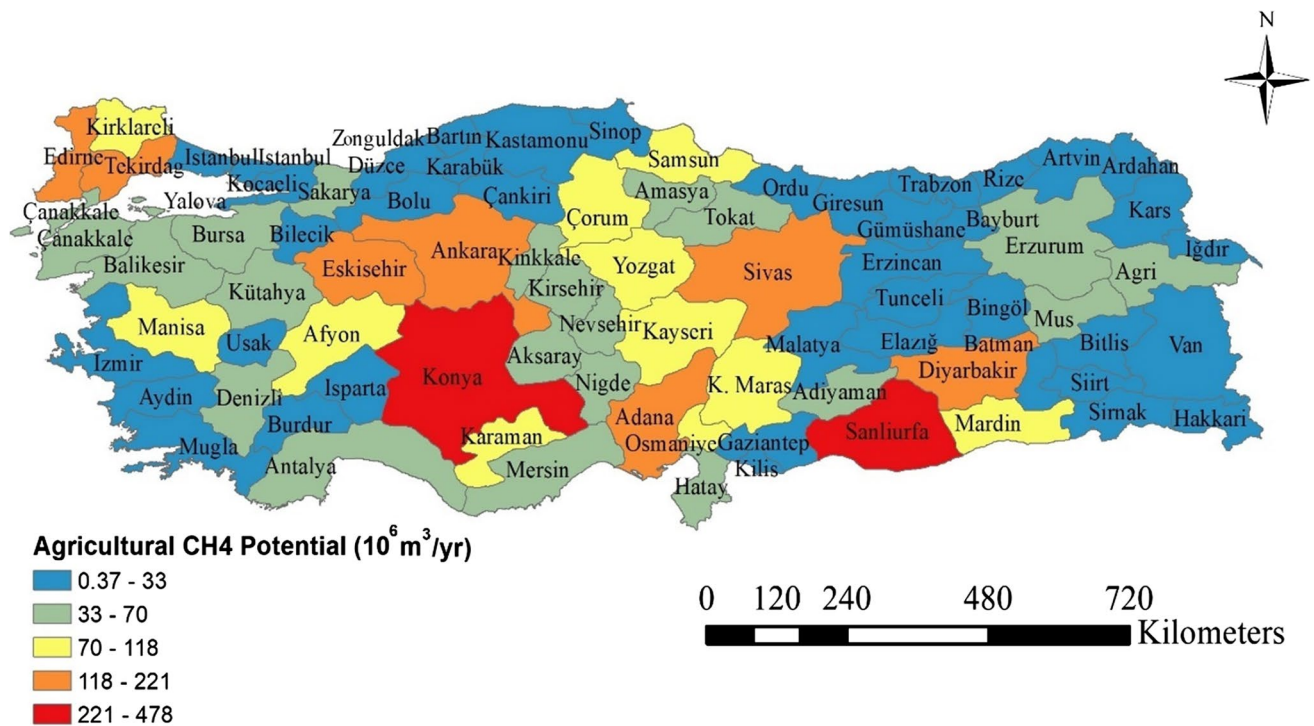 N
Kirklareli
Edirne
Tekirdag
Istanbul
Istanbul
Zonguldak
Bartın
Kastamonu
Sinop
Düzce
Karabük
Samsun
Artvin
Ardahan
Kocaeli
Sakarya
Yalova
Bolu
Çankiri
Amasya
Ordu
Giresun
Trabzon
Rize
Çanakkale
Çanakkale
Bursa
Bilecik
Çorum
Tokat
Gümüshane
Bayburt
Kars
Balikesir
Eskisehir
Ankara
Kinkkale
Yozgat
Sivas
Erzincan
Erzurum
Iğdır
Kütahya
Kirsehir
Tunceli
Bingöl
Agri
Manisa
Usak
Afyon
Nevsehir
Kayseri
Malatya
Elazığ
Batman
Mus
Bitlis
Van
Izmir
Aksaray
Konya
Nigde
K. Maras
Adiyaman
Diyarbakir
Siirt
Aydin
Denizli
Isparta
Burdur
Karaman
Adana
Osmaniye
Gaziantep
Sanliurfa
Mardin
Sirnak
Hakkari
Mugla
Antalya
Mersin
Kilis
Hatay
Agricultural CH4 Potential (10⁶m³/yr)
0.37 - 33
33 - 70
70 - 118
118 - 221
221 - 478
0 120 240 480 720
Kilometers